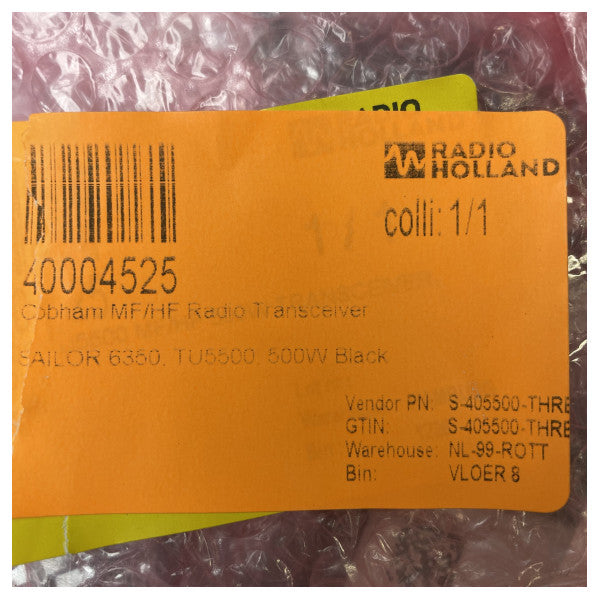 RADIO
RADIO
HOLLAND
colli: 1/1
40004525
Cobham MF/HF Radio Transceiver
SAILOR 6350, TU5500, 500W Black
Vendor PN: S-405500-THRE
GTIN: S-405500-THRE
Warehouse: NL-99-ROTT
Bin: VLOER 8